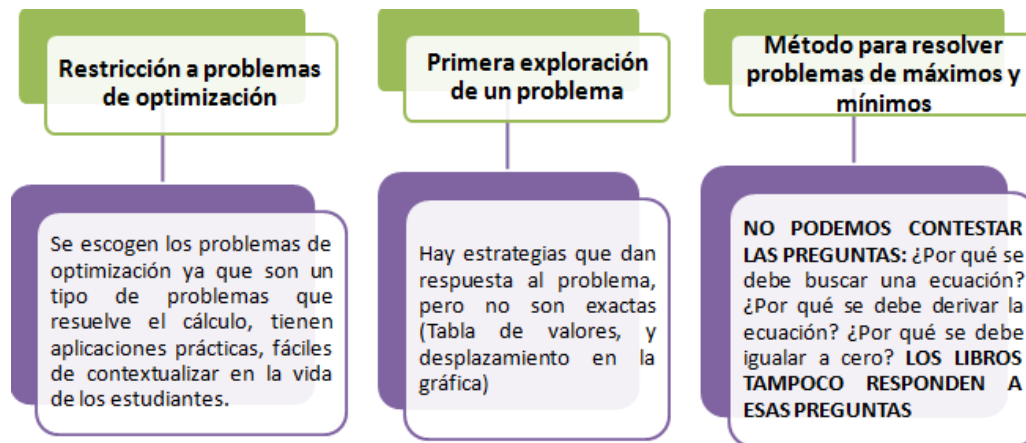 Restricción a problemas
de optimización
Se escogen los problemas de
optimización ya que son un
tipo de problemas que
resuelve el cálculo, tienen
aplicaciones prácticas, fáciles
de contextualizar en la vida
de los estudiantes.
Primera exploración
de un problema
Hay estrategias que dan
respuesta al problema,
pero no son exactas
(Tabla de valores, y
desplazamiento en la
gráfica)
Método para resolver
problemas de máximos y
mínimos
NO PODEMOS CONTESTAR
LAS PREGUNTAS: ¿Por qué se
debe buscar una ecuación?
¿Por qué se debe derivar la
ecuación? ¿Por qué se debe
igualar a cero? LOS LIBROS
TAMPOCO RESPONDEN A
ESAS PREGUNTAS